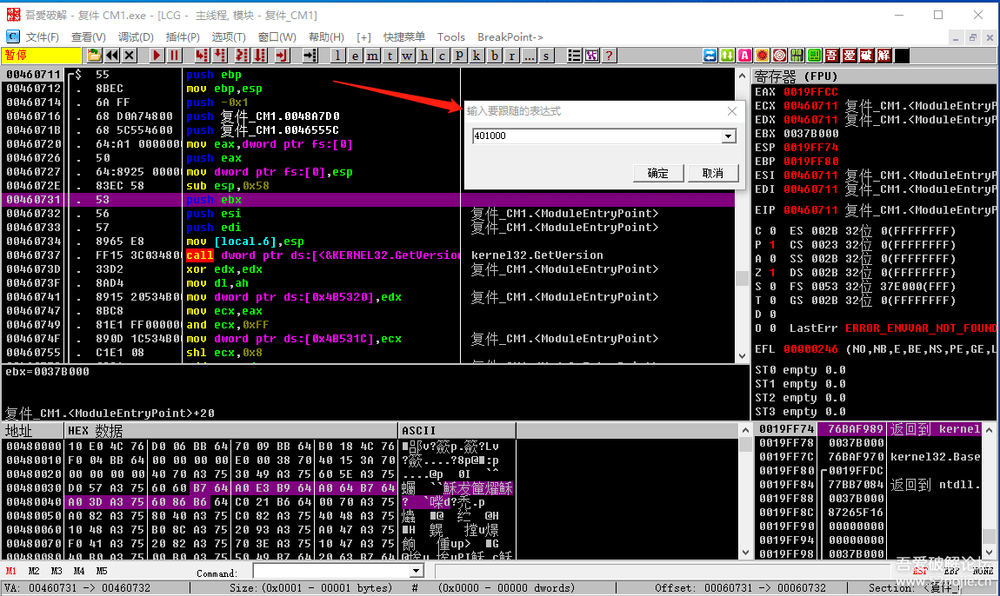 吾爱破解 - 复件 CM1.exe - [LCG - 主线程, 模块 - 复件_CM1]
文件(F) 查看(V) 调试(D) 插件(P) 选项(T) 窗口(W) 帮助(H) [+] 快捷菜单 Tools BreakPoint->
暂停 l e m t w h c p k b r ... s ? A 吾 爱 破 解
00460711 $ 55 push ebp
00460712 . 8BEC mov ebp,esp
00460714 . 6A FF push -0x1
00460716 . 68 D0A74800 push 复件_CM1.0048A7D0
0046071B . 68 5C554600 push 复件_CM1.0046555C
00460720 . 64:A1 0000000 mov eax,dword ptr fs:[0]
00460726 . 50 push eax
00460727 . 64:8925 0000 mov dword ptr fs:[0],esp
0046072E . 83EC 58 sub esp,0x58
00460731 . 53 push ebx
00460732 . 56 push esi 复件_CM1.<ModuleEntryPoint>
00460733 . 57 push edi 复件_CM1.<ModuleEntryPoint>
00460734 . 8965 E8 mov [local.6],esp
00460737 . FF15 3C03480 call dword ptr ds:[<&KERNEL32.GetVersion kernel32.GetVersion
0046073D . 33D2 xor edx,edx 复件_CM1.<ModuleEntryPoint>
0046073F . 8AD4 mov dl,ah
00460741 . 8915 20534B0 mov dword ptr ds:[0x4B5320],edx 复件_CM1.<ModuleEntryPoint>
00460747 . 8BC8 mov ecx,eax
00460749 . 81E1 FF00000 and ecx,0xFF
0046074F . 890D 1C534B0 mov dword ptr ds:[0x4B531C],ecx 复件_CM1.<ModuleEntryPoint>
00460755 . C1E1 08 shl ecx,0x8
输入要跟随的表达式
401000
确定 取消
寄存器 (FPU)
EAX 0019FFCC
ECX 00460711 复件_CM1.<ModuleEntryP
EDX 00460711 复件_CM1.<ModuleEntryP
EBX 0037B000
ESP 0019FF74
EBP 0019FF80
ESI 00460711 复件_CM1.<ModuleEntryP
EDI 00460711 复件_CM1.<ModuleEntryP
EIP 00460711 复件_CM1.<ModuleEntryP
C 0 ES 002B 32位 0(FFFFFFFF)
P 1 CS 0023 32位 0(FFFFFFFF)
A 0 SS 002B 32位 0(FFFFFFFF)
Z 1 DS 002B 32位 0(FFFFFFFF)
S 0 FS 0053 32位 37E000(FFF)
T 0 GS 002B 32位 0(FFFFFFFF)
D 0
O 0 LastErr ERROR_ENVVAR_NOT_FOUND
EFL 00000246 (NO,NB,E,BE,NS,PE,GE,L
ST0 empty 0.0
ST1 empty 0.0
ST2 empty 0.0
ST3 empty 0.0
ebx=0037B000
复件_CM1.<ModuleEntryPoint>+20
地址 HEX 数据 ASCII
00480000 10 E0 4C 76 D0 06 BB 64 70 09 BB 64 B0 18 4C 76
00480010 F0 04 BB 64 00 00 00 00 E0 00 38 70 40 15 3A 70
00480020 00 00 00 00 40 70 A3 75 30 49 A3 75 60 5E A3 75
00480030 D0 57 A3 75 60 60 B7 64 A0 E3 B9 64 A0 64 B7 64
00480040 A0 3D A3 75 60 86 B6 64 C0 21 B6 64 00 70 A3 75
00480050 A0 82 A3 75 80 40 A3 75 C0 82 A3 75 40 48 A3 75
00480060 10 48 A3 75 B0 8C A3 75 20 93 A3 75 A0 47 A3 75
00480070 F0 41 A3 75 20 82 A3 75 70 3E A3 75 10 47 A3 75
00480080 40 B0 A3 75 00 B0 A3 75 50 49 B7 64 20 63 B7 64
0019FF74 76BAF989 返回到 kernel
0019FF78 0037B000
0019FF7C 76BAF970 kernel32.Base
0019FF80 0019FFDC
0019FF84 77BB7084 返回到 ntdll.
0019FF88 0037B000
0019FF8C 87265F16
0019FF90 00000000
0019FF94 00000000
0019FF98 0037B000
M1 M2 M3 M4 M5 Command: ESP EBP NONE
VA: 00460731 -> 00460732 Size:(0x0001 - 00001 bytes) # (0x0000 - 00000 dwords) Offset: 00060731 -> 00060732 Section: <复件_
吾爱破解论坛
www.52pojie.cn